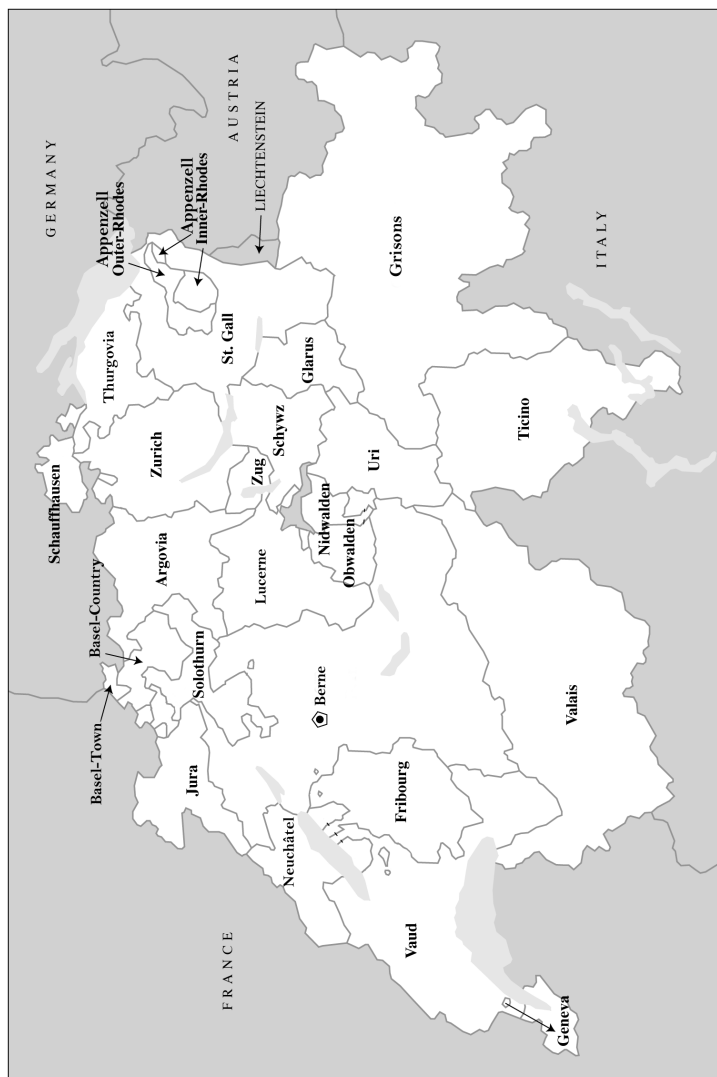 GERMANY
AUSTRIA
LIECHTENSTEIN
ITALY
FRANCE
Schauffhausen
Basel-Town
Basel-Country
Thurgovia
Appenzell
Outer-Rhodes
Appenzell
Inner-Rhodes
Zurich
Argovia
Solothurn
Jura
St. Gall
Zug
Schywz
Glarus
Lucerne
Nidwalden
Obwalden
Uri
Grisons
Berne
Neuchâtel
Fribourg
Vaud
Valais
Ticino
Geneva